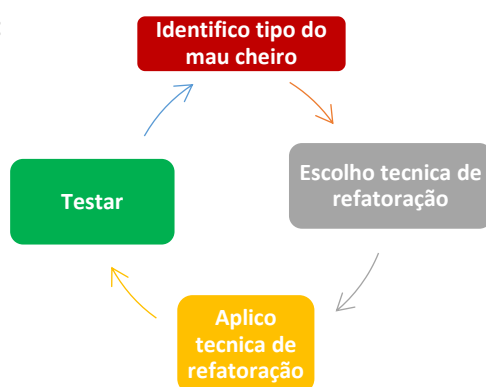 Identifico tipo do
mau cheiro
Escolho tecnica de
refatoração
Testar
Aplico
tecnica de
refatoração